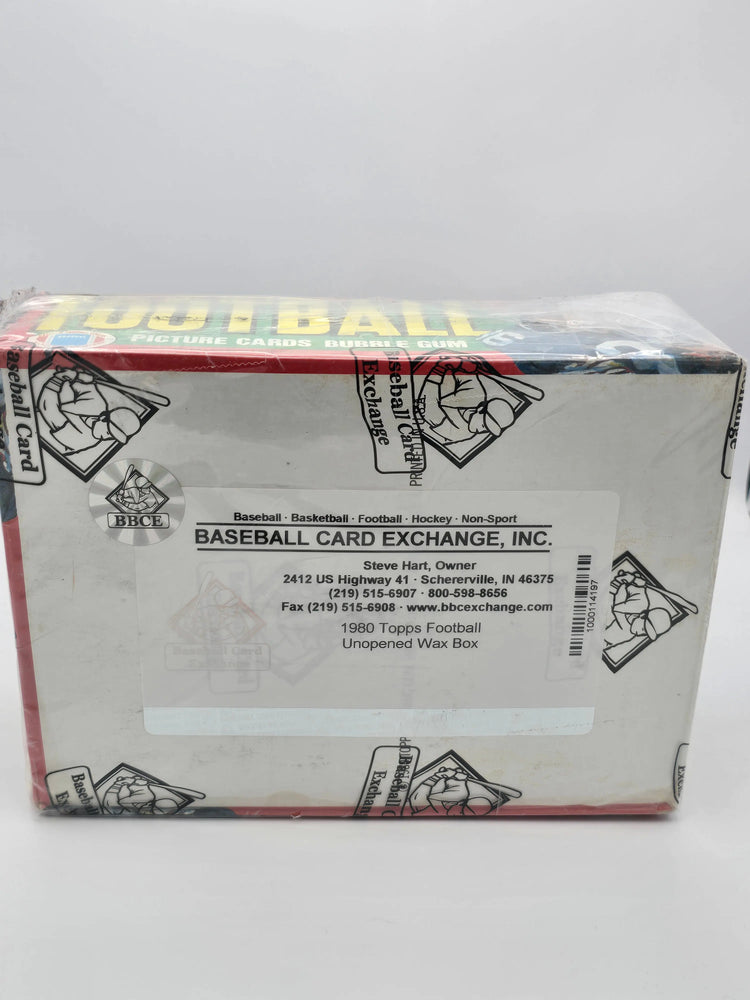 FOOTBALL
PICTURE CARDS BUBBLE GUM
Baseball Card
Baseball Card
Exchange
BBCE
Baseball · Basketball · Football · Hockey · Non-Sport
BASEBALL CARD EXCHANGE, INC.
Steve Hart, Owner
2412 US Highway 41 · Schererville, IN 46375
(219) 515-6907 · 800-598-8656
Fax (219) 515-6908 · www.bbcexchange.com
1980 Topps Football
Unopened Wax Box
1000114197
Baseball Card
Exchange